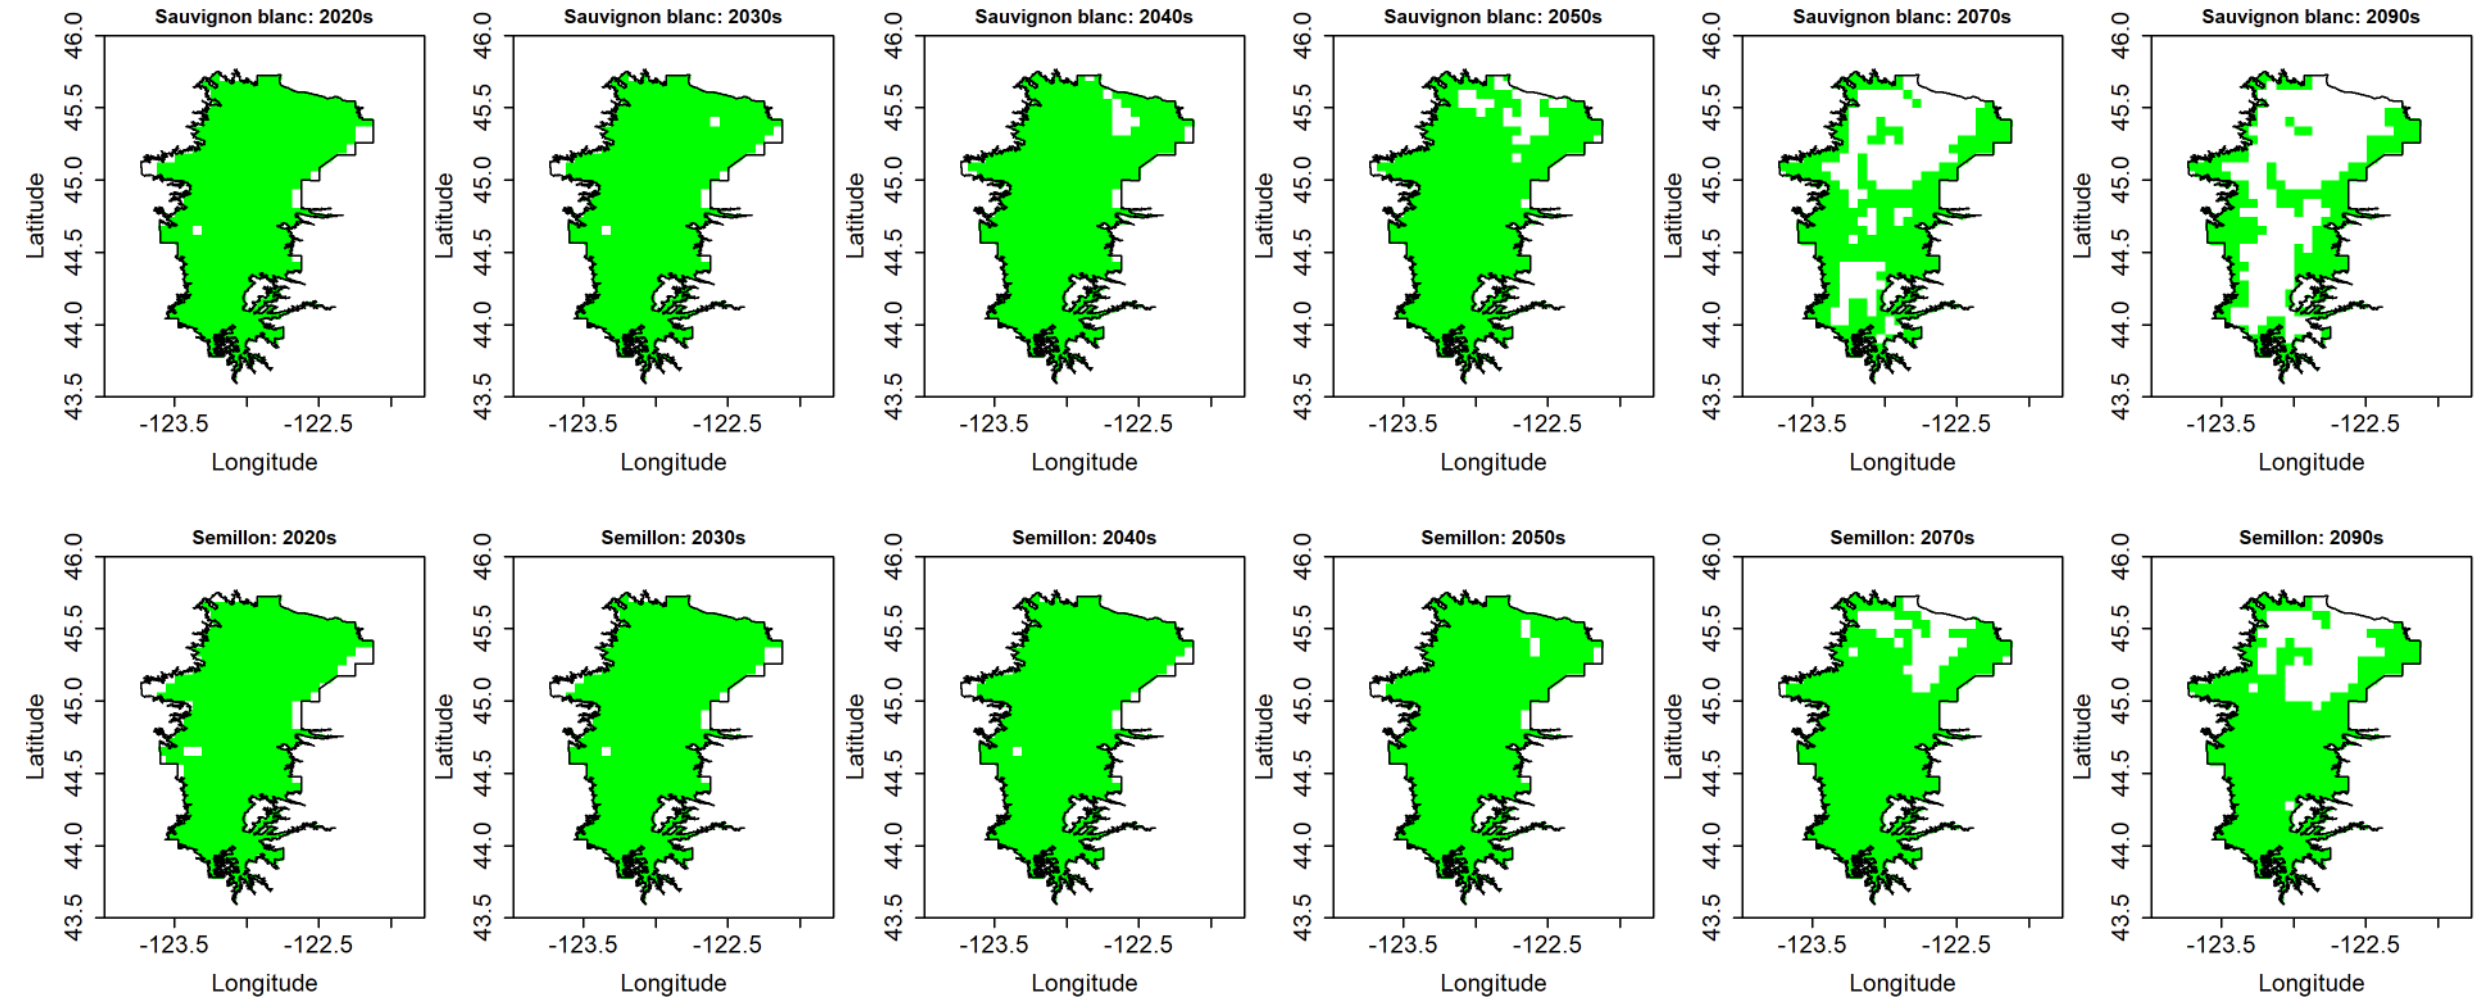 Sauvignon blanc: 2020s
46.0
45.5
45.0
44.5
44.0
43.5
Latitude
-123.5 -122.5
Longitude
Sauvignon blanc: 2030s
46.0
45.5
45.0
44.5
44.0
43.5
Latitude
-123.5 -122.5
Longitude
Sauvignon blanc: 2040s
46.0
45.5
45.0
44.5
44.0
43.5
Latitude
-123.5 -122.5
Longitude
Sauvignon blanc: 2050s
46.0
45.5
45.0
44.5
44.0
43.5
Latitude
-123.5 -122.5
Longitude
Sauvignon blanc: 2070s
46.0
45.5
45.0
44.5
44.0
43.5
Latitude
-123.5 -122.5
Longitude
Sauvignon blanc: 2090s
46.0
45.5
45.0
44.5
44.0
43.5
Latitude
-123.5 -122.5
Longitude
Semillon: 2020s
46.0
45.5
45.0
44.5
44.0
43.5
Latitude
-123.5 -122.5
Longitude
Semillon: 2030s
46.0
45.5
45.0
44.5
44.0
43.5
Latitude
-123.5 -122.5
Longitude
Semillon: 2040s
46.0
45.5
45.0
44.5
44.0
43.5
Latitude
-123.5 -122.5
Longitude
Semillon: 2050s
46.0
45.5
45.0
44.5
44.0
43.5
Latitude
-123.5 -122.5
Longitude
Semillon: 2070s
46.0
45.5
45.0
44.5
44.0
43.5
Latitude
-123.5 -122.5
Longitude
Semillon: 2090s
46.0
45.5
45.0
44.5
44.0
43.5
Latitude
-123.5 -122.5
Longitude